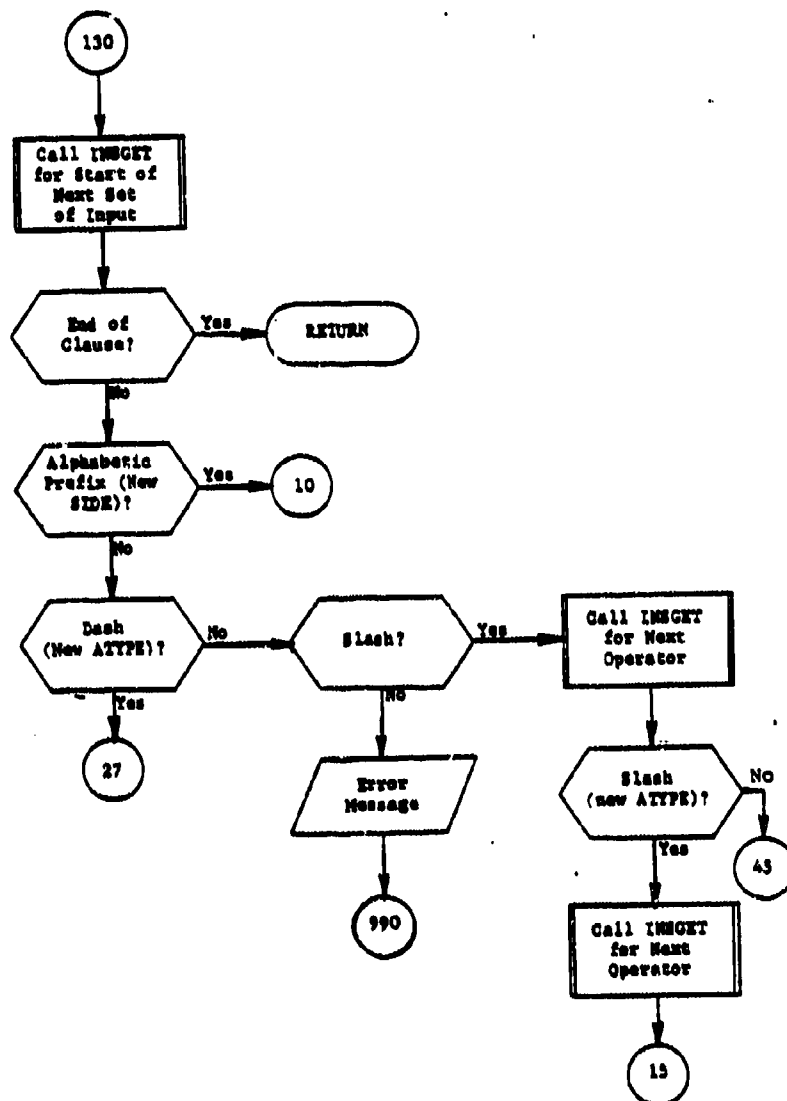 130
Call INSGET
for Start of
Next Set
of Input
End of
Clause?
Yes
RETURN
No
Alphabetic
Prefix (New
SIDE)?
Yes
10
No
Dash
(New ATYPE)?
No
Slash?
Yes
Call INSGET
for Next
Operator
Yes
27
No
Error
Message
990
Slash
(new ATYPE)?
No
45
Yes
Call INSGET
for Next
Operator
15